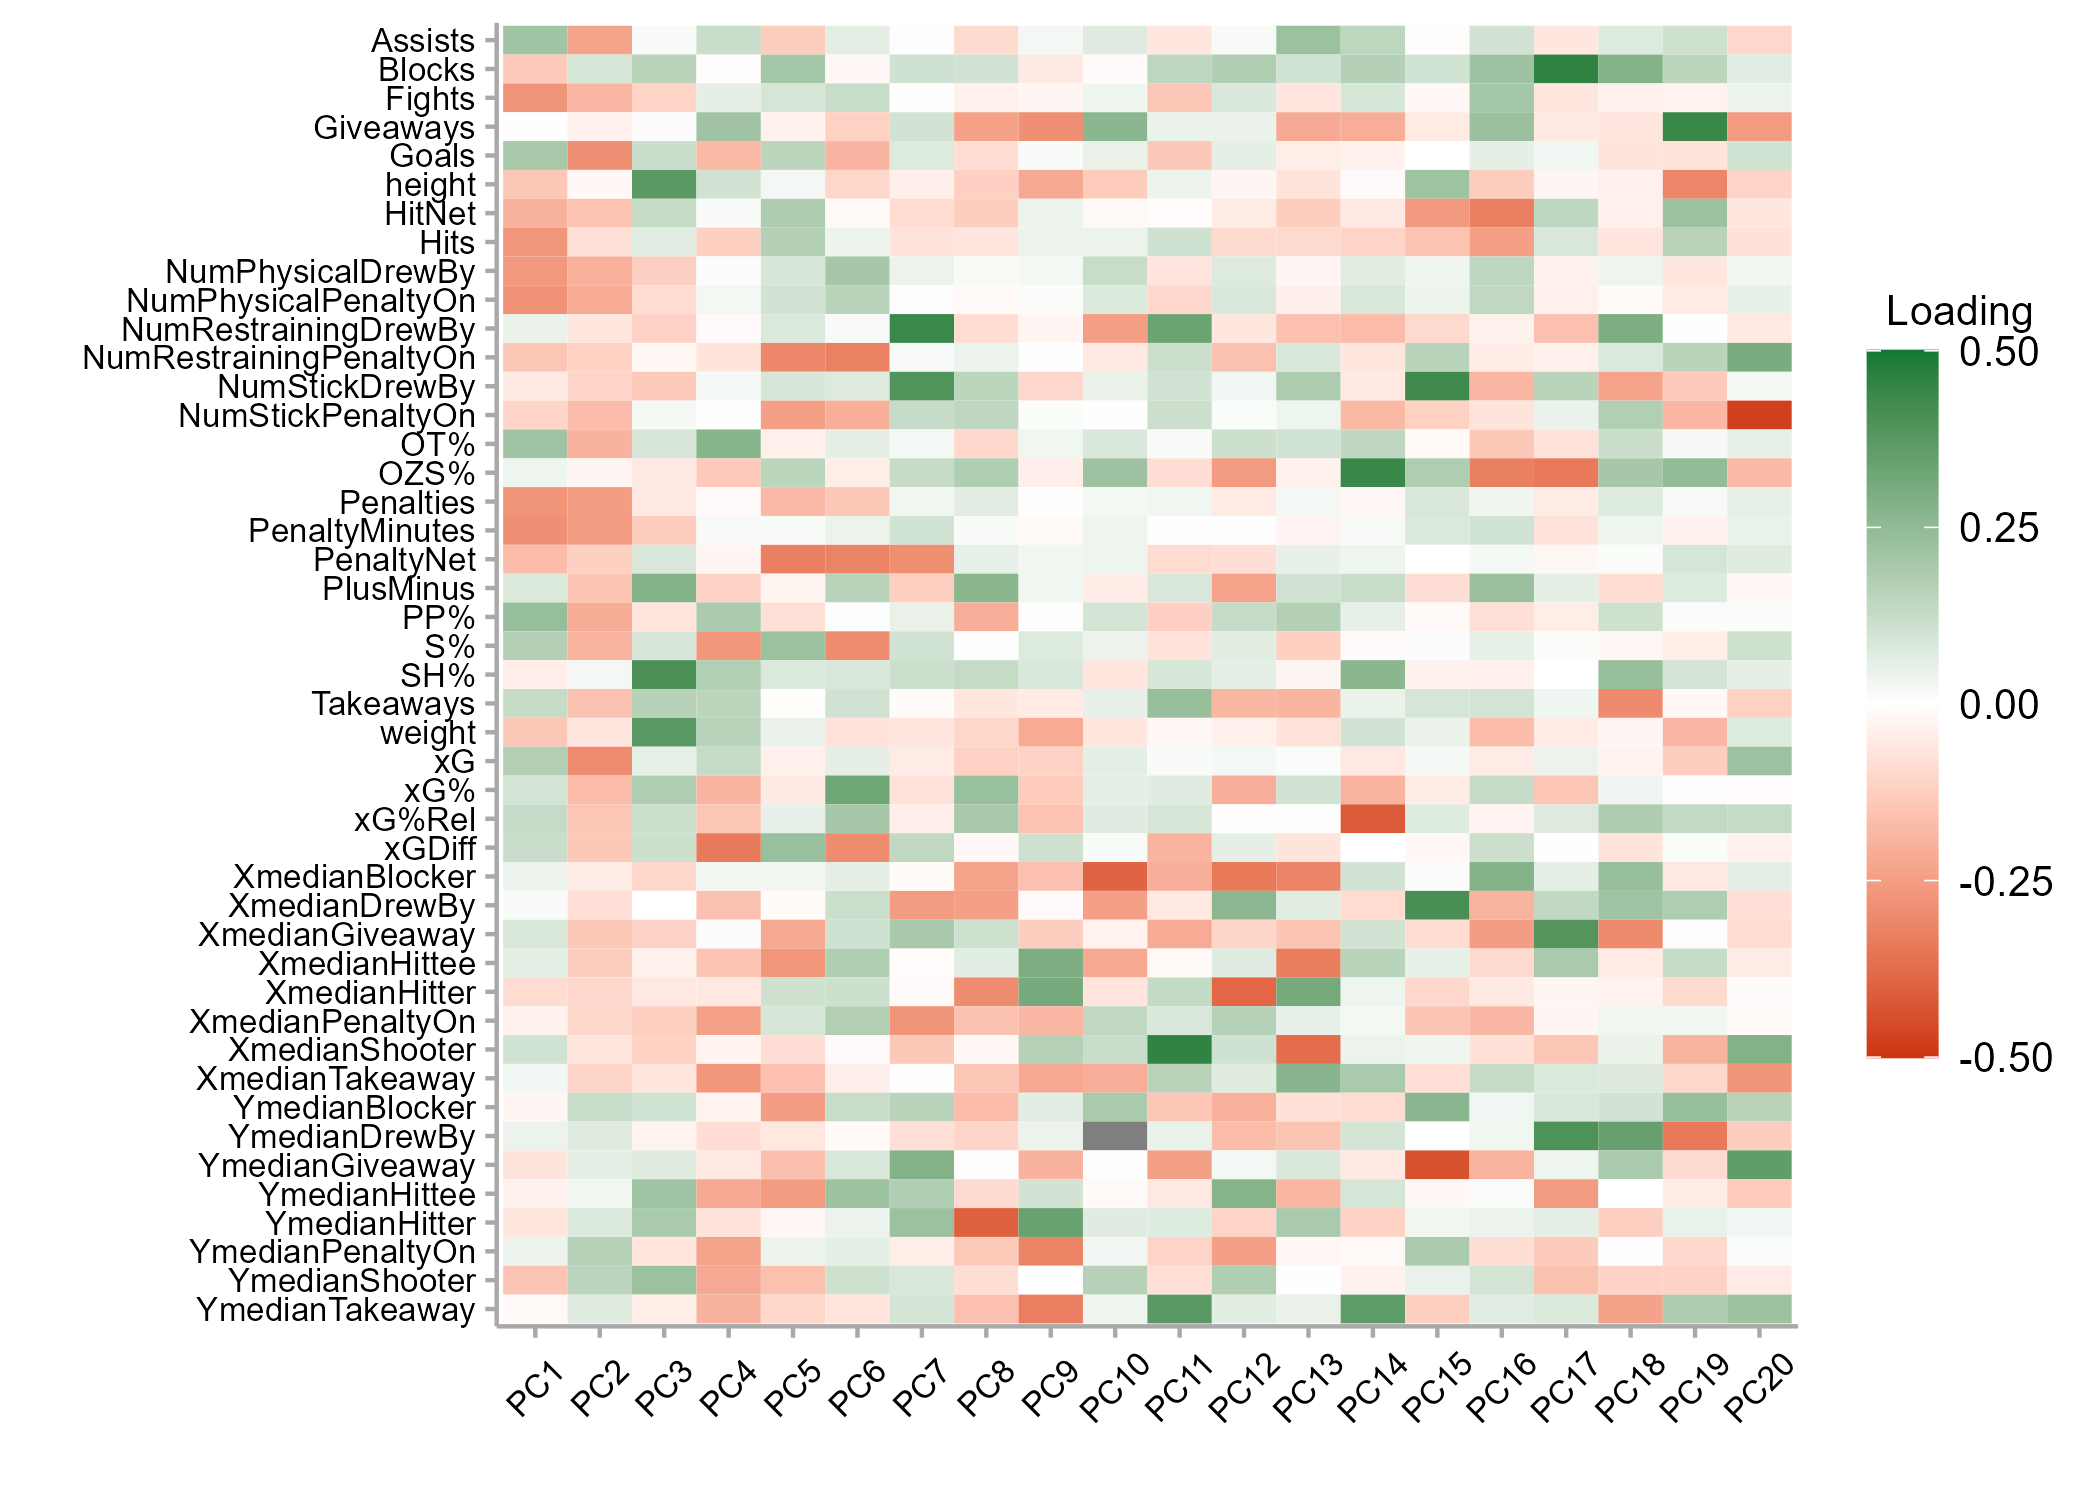 Assists
Blocks
Fights
Giveaways
Goals
height
HitNet
Hits
NumPhysicalDrewBy
NumPhysicalPenaltyOn
NumRestrainingDrewBy
NumRestrainingPenaltyOn
NumStickDrewBy
NumStickPenaltyOn
OT%
OZS%
Penalties
PenaltyMinutes
PenaltyNet
PlusMinus
PP%
S%
SH%
Takeaways
weight
xG
xG%
xG%Rel
xGDiff
XmedianBlocker
XmedianDrewBy
XmedianGiveaway
XmedianHittee
XmedianHitter
XmedianPenaltyOn
XmedianShooter
XmedianTakeaway
YmedianBlocker
YmedianDrewBy
YmedianGiveaway
YmedianHittee
YmedianHitter
YmedianPenaltyOn
YmedianShooter
YmedianTakeaway
PC1 PC2 PC3 PC4 PC5 PC6 PC7 PC8 PC9 PC10 PC11 PC12 PC13 PC14 PC15 PC16 PC17 PC18 PC19 PC20
Loading
0.50
0.25
0.00
-0.25
-0.50